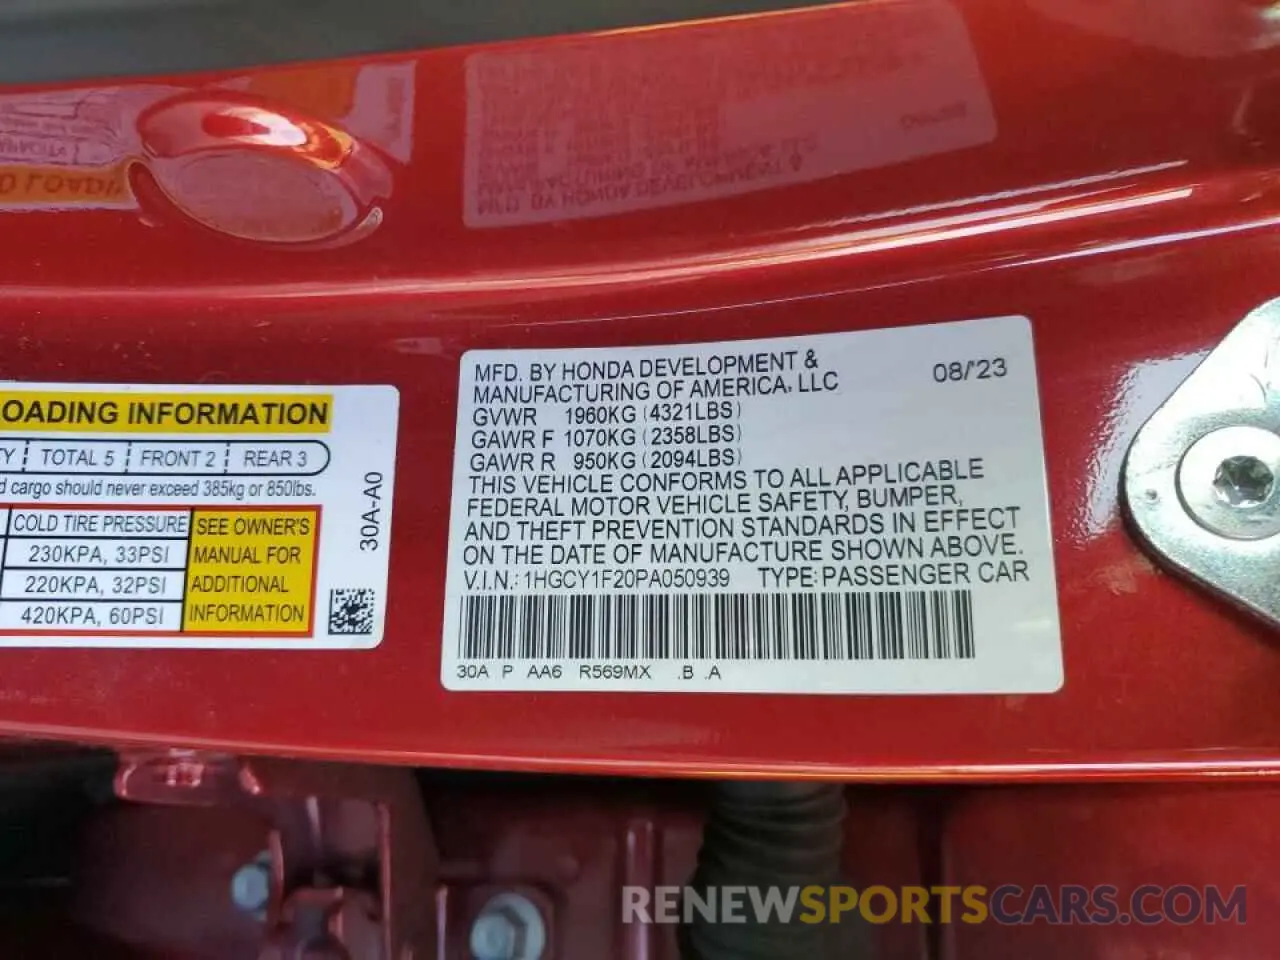 OADING INFORMATION
TY TOTAL 5 FRONT 2 REAR 3
d cargo should never exceed 385kg or 850lbs.
COLD TIRE PRESSURE
230KPA, 33PSI
220KPA, 32PSI
420KPA, 60PSI
SEE OWNER'S
MANUAL FOR
ADDITIONAL
INFORMATION
30A-A0
MFD. BY HONDA DEVELOPMENT &
MANUFACTURING OF AMERICA, LLC
08/'23
GVWR 1960KG (4321LBS)
GAWR F 1070KG (2358LBS)
GAWR R 950KG (2094LBS)
THIS VEHICLE CONFORMS TO ALL APPLICABLE
FEDERAL MOTOR VEHICLE SAFETY, BUMPER,
AND THEFT PREVENTION STANDARDS IN EFFECT
ON THE DATE OF MANUFACTURE SHOWN ABOVE.
V.I.N.: 1HGCY1F20PA050939 TYPE: PASSENGER CAR
30A P AA6 R569MX .B .A
RENEWSPORTSCARS.COM